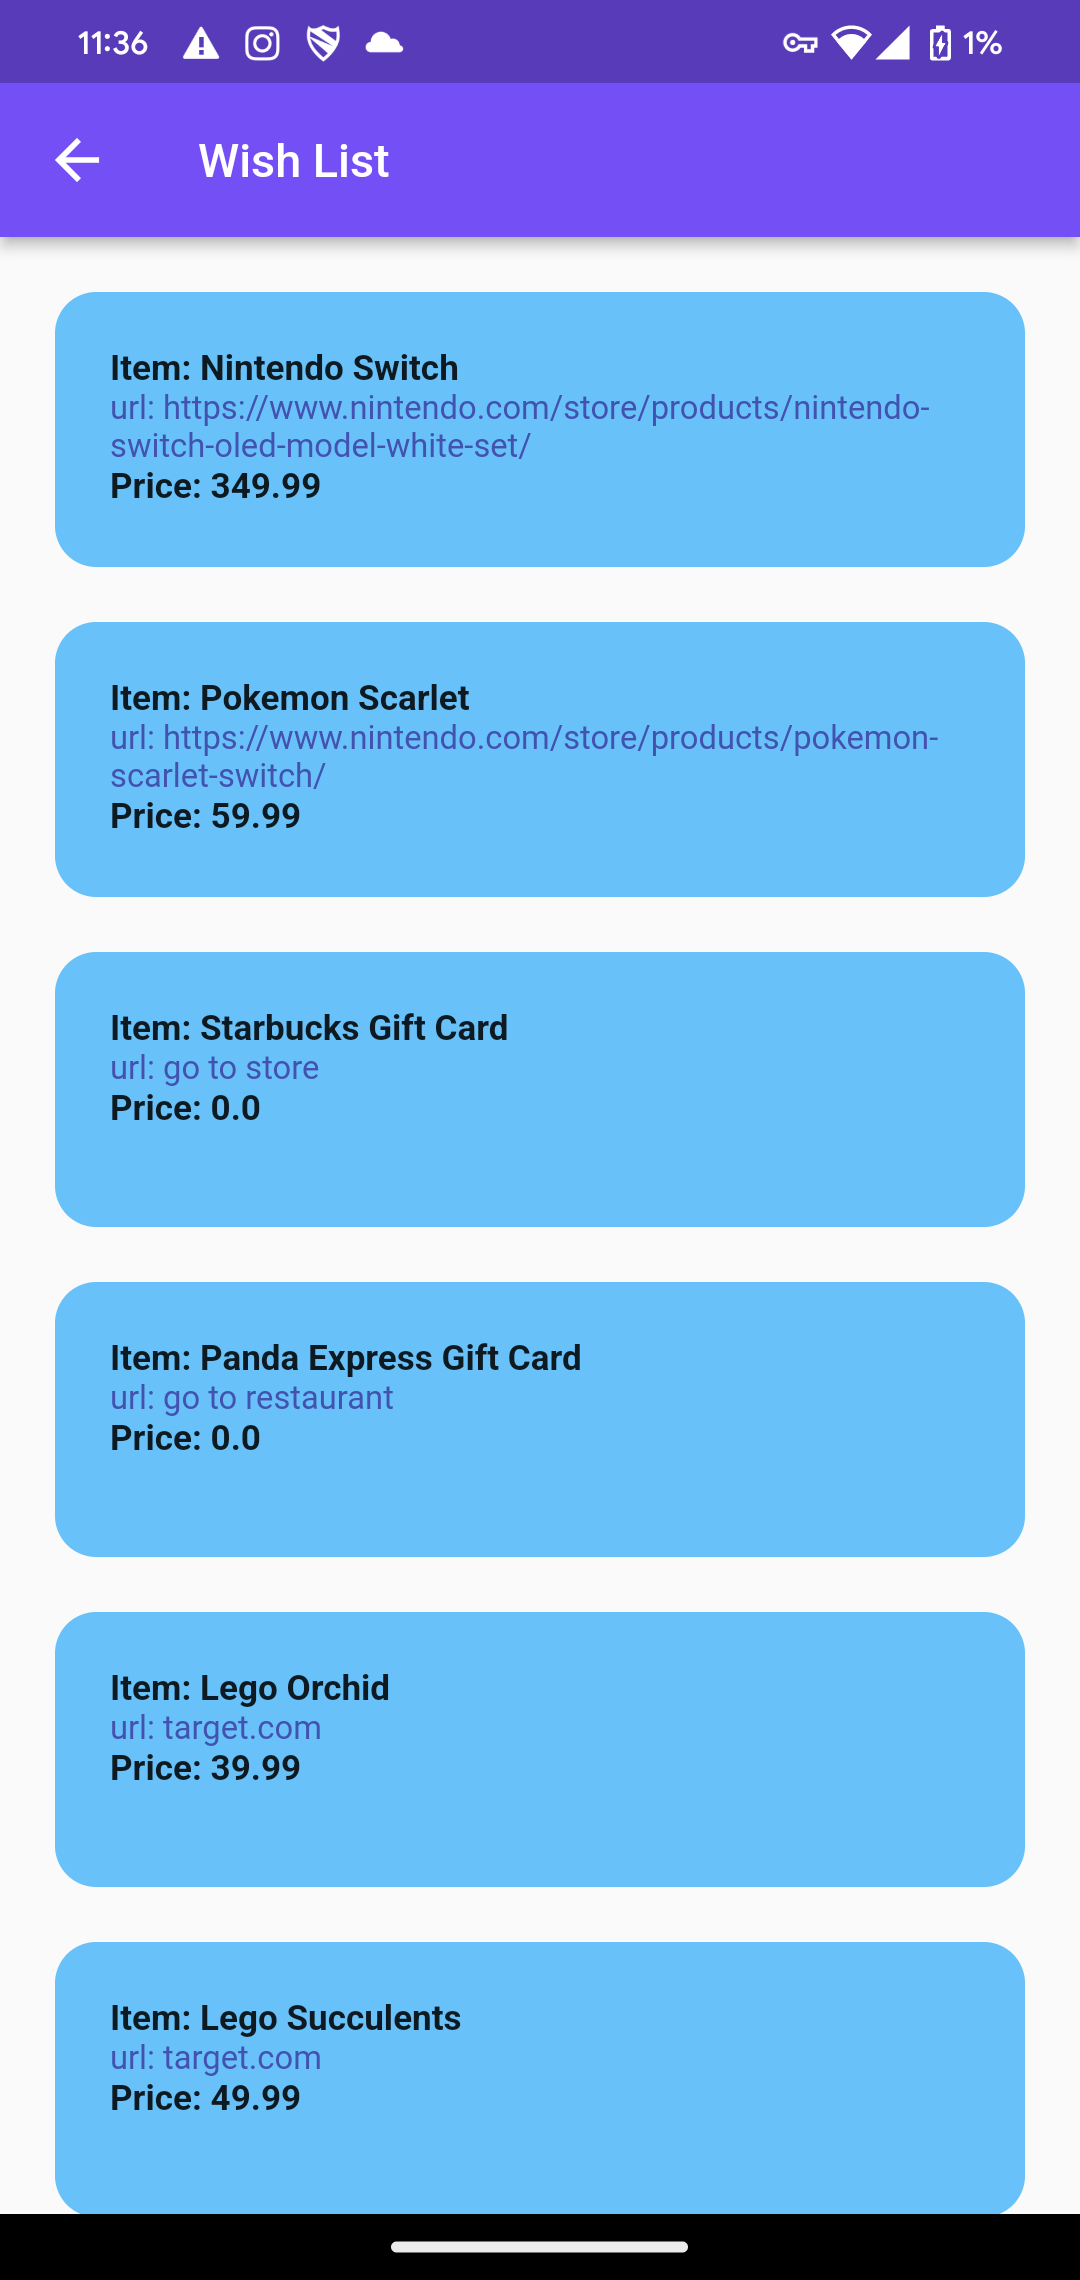 11:36
1%
Wish List
Item: Nintendo Switch
url: https://www.nintendo.com/store/products/nintendo-
switch-oled-model-white-set/
Price: 349.99
Item: Pokemon Scarlet
url: https://www.nintendo.com/store/products/pokemon-
scarlet-switch/
Price: 59.99
Item: Starbucks Gift Card
url: go to store
Price: 0.0
Item: Panda Express Gift Card
url: go to restaurant
Price: 0.0
Item: Lego Orchid
url: target.com
Price: 39.99
Item: Lego Succulents
url: target.com
Price: 49.99